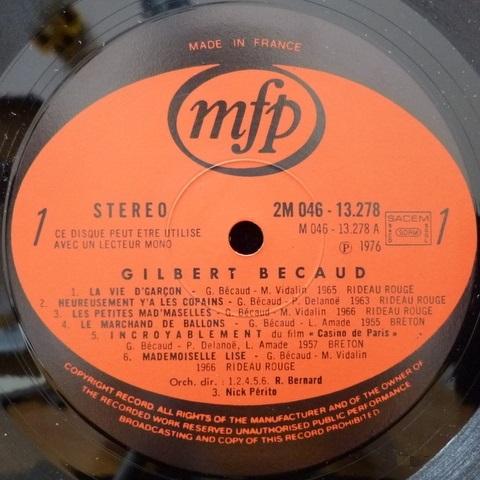 MADE IN FRANCE
mfp
1 STEREO 2M 046 - 13.278 SACEM 1
CE DISQUE PEUT ÊTRE UTILISÉ M 046 - 13.278 A
AVEC UN LECTEUR MONO Ⓟ 1976
GILBERT BECAUD
1. LA VIE D'GARÇON - G. Bécaud - M. Vidalin 1965 RIDEAU ROUGE
2. HEUREUSEMENT Y'A LES COPAINS - G. Bécaud - P. Delanoë 1963 RIDEAU ROUGE
3. LES PETITES MAD'MASELLES - G. Bécaud - M. Vidalin 1966 RIDEAU ROUGE
4. LE MARCHAND DE BALLONS - G. Bécaud - L. Amade 1955 BRETON
5. INCROYABLEMENT du film « Casino de Paris »
G. Bécaud - P. Delanoë, L. Amade 1957 BRETON
6. MADEMOISELLE LISE - G. Bécaud - M. Vidalin
1966 RIDEAU ROUGE
Orch. dir. : 1.2.4.5.6. R. Bernard
3. Nick Périto
COPYRIGHT RECORD ALL RIGHTS OF THE MANUFACTURER AND OF THE OWNER OF
THE RECORDED WORK RESERVED UNAUTHORISED PUBLIC PERFORMANCE
BROADCASTING AND COPY OF THIS RECORD PROHIBITED